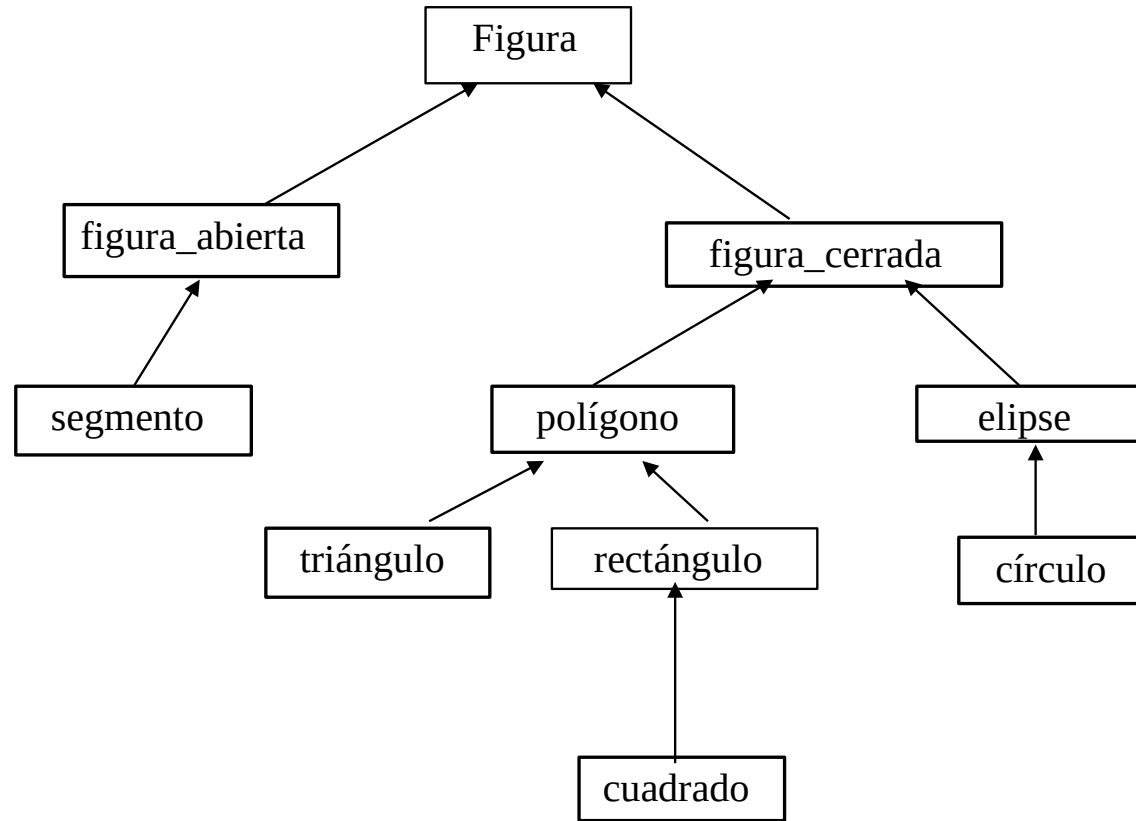 Figura
figura_abierta
figura_cerrada
segmento
polígono
elipse
triángulo
rectángulo
círculo
cuadrado